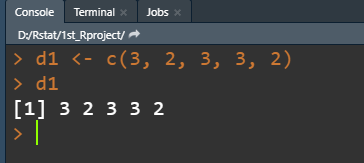 Console Terminal × Jobs ×
D:/Rstat/1st_Rproject/
> d1 <- c(3, 2, 3, 3, 2)
> d1
[1] 3 2 3 3 2
>